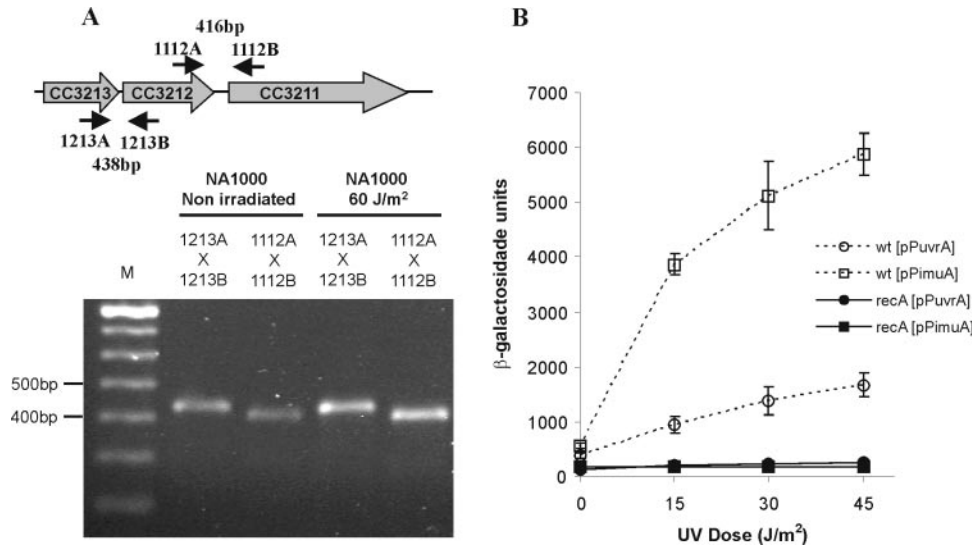 A
416bp
1112A 1112B
CC3213 CC3212 CC3211
1213A 1213B
438bp
NA1000
Non irradiated
NA1000
60 J/m²
M
1213A
X
1213B
1112A
X
1112B
1213A
X
1213B
1112A
X
1112B
500bp
400bp
B
7000
6000
5000
4000
3000
2000
1000
0
β-galactosidade units
0 15 30 45
UV Dose (J/m²)
wt [pPuvrA]
wt [pPimuA]
recA [pPuvrA]
recA [pPimuA]